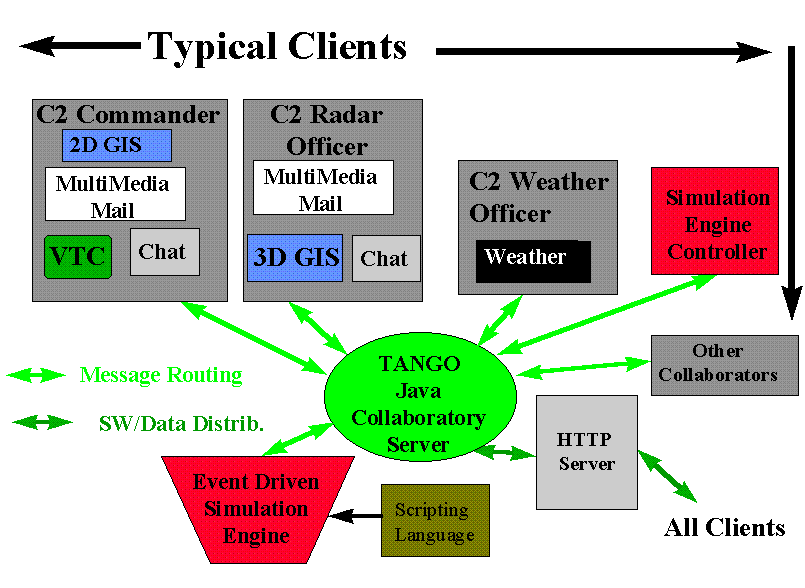 Typical Clients
C2 Commander
2D GIS
MultiMedia
Mail
VTC
Chat
C2 Radar
Officer
MultiMedia
Mail
3D GIS
Chat
C2 Weather
Officer
Weather
Simulation
Engine
Controller
Other
Collaborators
Message Routing
SW/Data Distrib.
TANGO
Java
Collaboratory
Server
HTTP
Server
All Clients
Event Driven
Simulation
Engine
Scripting
Language